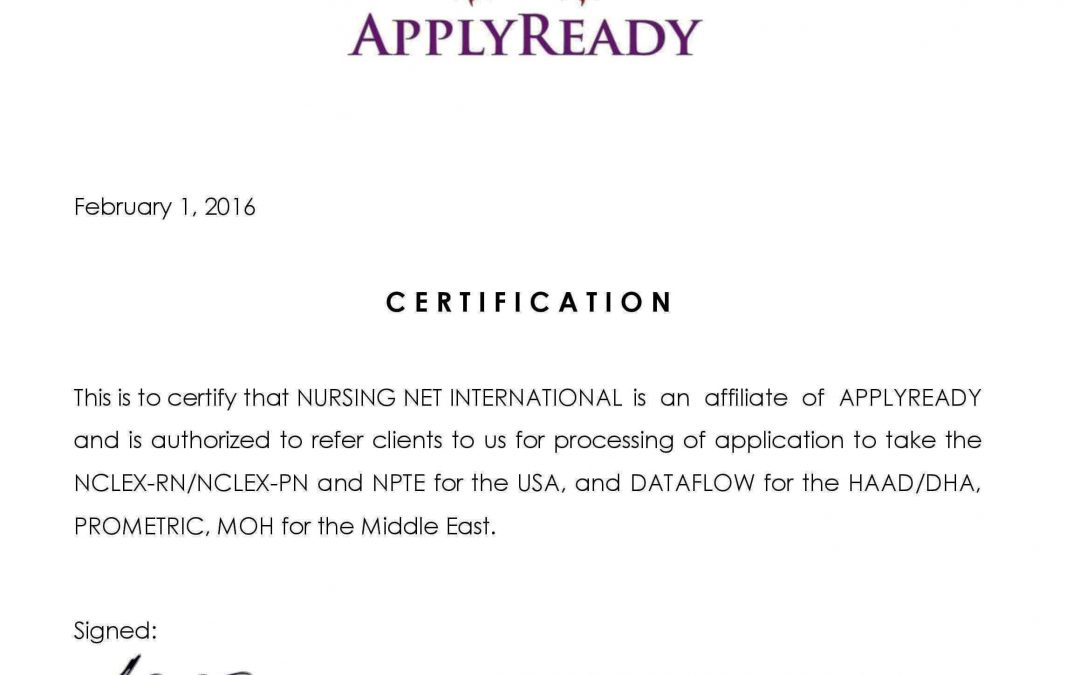 APPLYREADY
February 1, 2016
CERTIFICATION
This is to certify that NURSING NET INTERNATIONAL is an affiliate of APPLYREADY
and is authorized to refer clients to us for processing of application to take the
NCLEX-RN/NCLEX-PN and NPTE for the USA, and DATAFLOW for the HAAD/DHA,
PROMETRIC, MOH for the Middle East.
Signed: